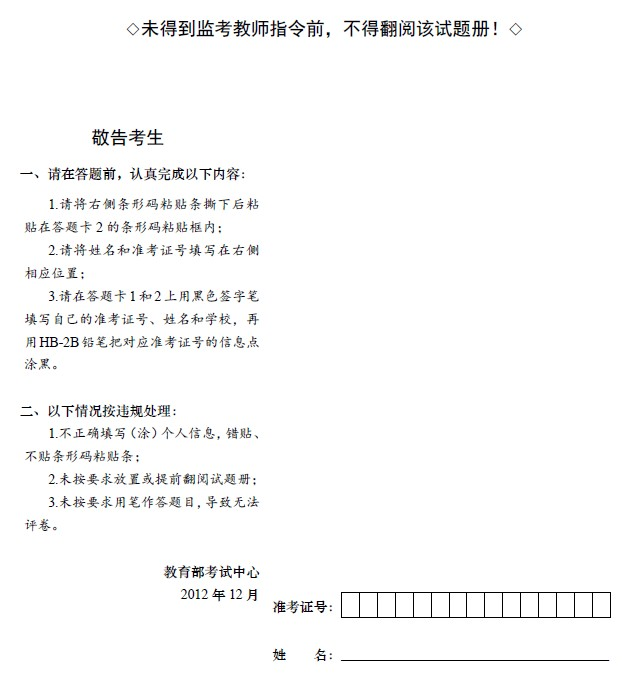 ◇未得到监考教师指令前，不得翻阅该试题册！◇
敬告考生
一、请在答题前，认真完成以下内容：
1.请将右侧条形码粘贴条撕下后粘
贴在答题卡2的条形码粘贴框内；
2.请将姓名和准考证号填写在右侧
相应位置；
3.请在答题卡1和2上用黑色签字笔
填写自己的准考证号、姓名和学校，再
用HB-2B铅笔把对应准考证号的信息点
涂黑。
二、以下情况按违规处理：
1.不正确填写（涂）个人信息，错贴、
不贴条形码粘贴条；
2.未按要求放置或提前翻阅试题册；
3.未按要求用笔作答题目，导致无法
评卷。
教育部考试中心
2012年12月
准考证号：
姓 名：